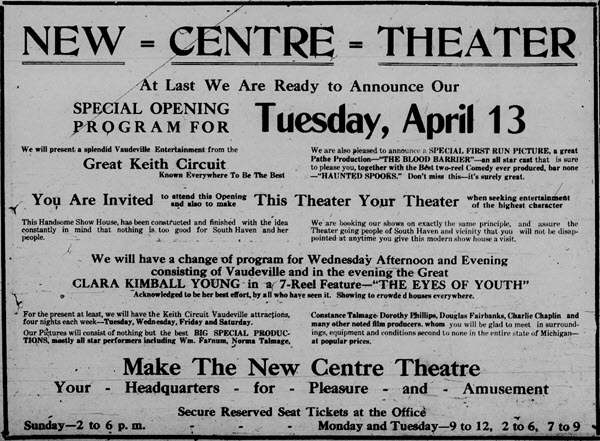 NEW = CENTRE = THEATER
At Last We Are Ready to Announce Our
SPECIAL OPENING
PROGRAM FOR
Tuesday, April 13
We will present a splendid Vaudeville Entertainment from the
Great Keith Circuit
Known Everywhere To Be The Best
We are also pleased to announce a SPECIAL FIRST RUN PICTURE, a great
Pathe Production—"THE BLOOD BARRIER"—an all star cast that is sure
to please you, together with the Best two-reel Comedy ever produced, bar none
—"HAUNTED SPOOKS." Don't miss this—it's surely great.
You Are Invited
to attend this Opening
and also to make
This Theater Your Theater
when seeking entertainment
of the highest character
This Handsome Show House, has been constructed and finished with the idea
constantly in mind that nothing is too good for South Haven and her
people.
We are booking our shows on exactly the same principle, and assure the
Theater going people of South Haven and vicinity that you will not be disap-
pointed at anytime you give this modern show house a visit.
We will have a change of program for Wednesday Afternoon and Evening
consisting of Vaudeville and in the evening the Great
CLARA KIMBALL YOUNG in a 7-Reel Feature—"THE EYES OF YOUTH"
Acknowledged to be her best effort, by all who have seen it. Showing to crowded houses everywhere.
For the present at least, we will have the Keith Circuit Vaudeville attractions,
four nights each week—Tuesday, Wednesday, Friday and Saturday.
Our Pictures will consist of nothing but the best BIG SPECIAL PRODUC-
TIONS, mostly all star performers including Wm. Farnum, Norma Talmage,
Constance Talmage, Dorothy Phillips, Douglas Fairbanks, Charlie Chaplin and
many other noted film producers. whom you will be glad to meet in surround-
ings, equipment and conditions second to none in the entire state of Michigan—
at popular prices.
Make The New Centre Theatre
Your - Headquarters - for - Pleasure - and - Amusement
Secure Reserved Seat Tickets at the Office
Sunday—2 to 6 p. m. - - - - Monday and Tuesday—9 to 12, 2 to 6, 7 to 9